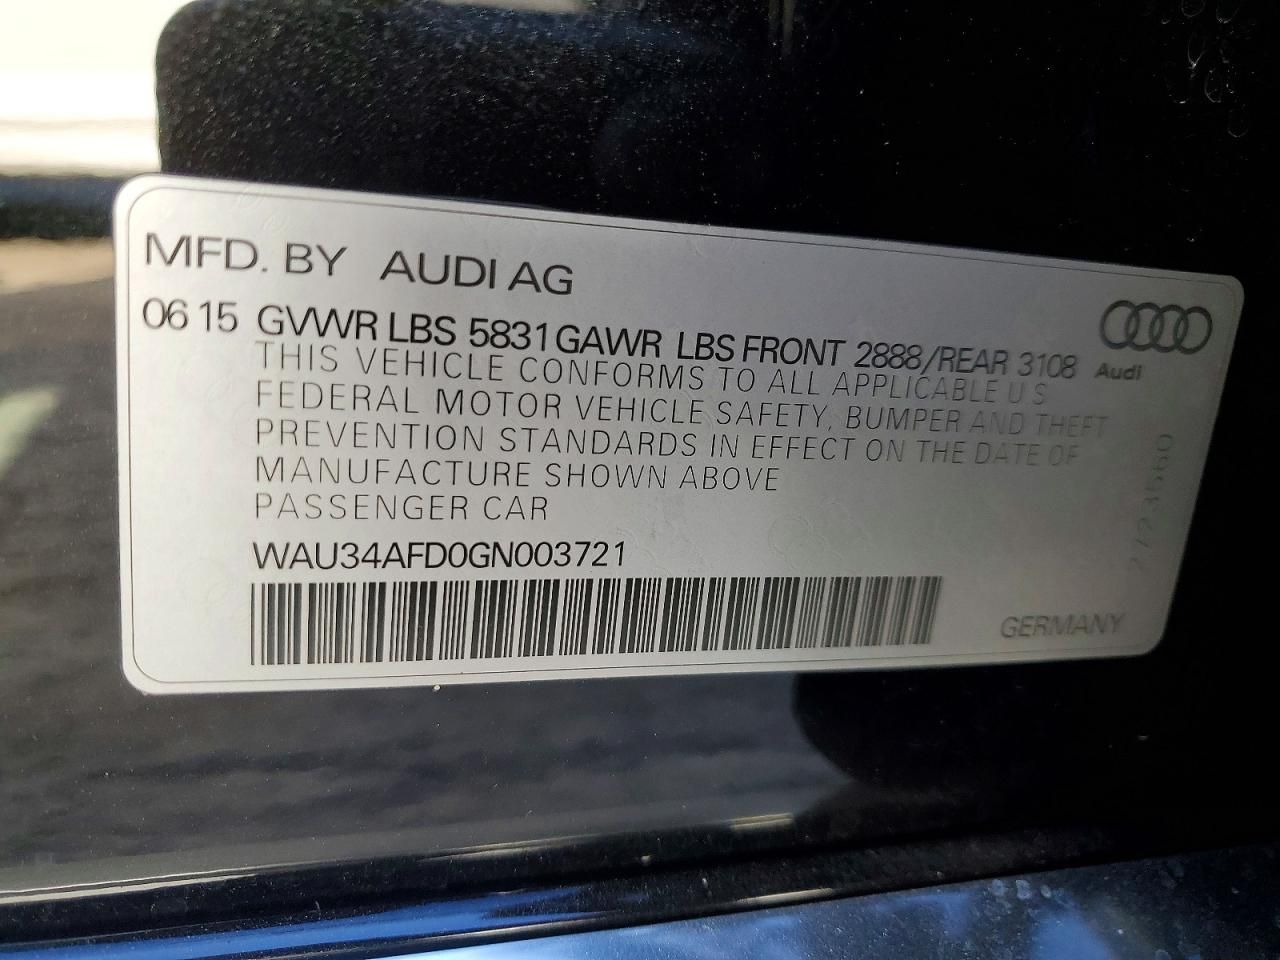 MFD. BY AUDI AG
06 15 GVWR LBS 5831 GAWR LBS FRONT 2888/REAR 3108
Audi
THIS VEHICLE CONFORMS TO ALL APPLICABLE U S
FEDERAL MOTOR VEHICLE SAFETY, BUMPER AND THEFT
PREVENTION STANDARDS IN EFFECT ON THE DATE OF
MANUFACTURE SHOWN ABOVE
PASSENGER CAR
WAU34AFD0GN003721
GERMANY